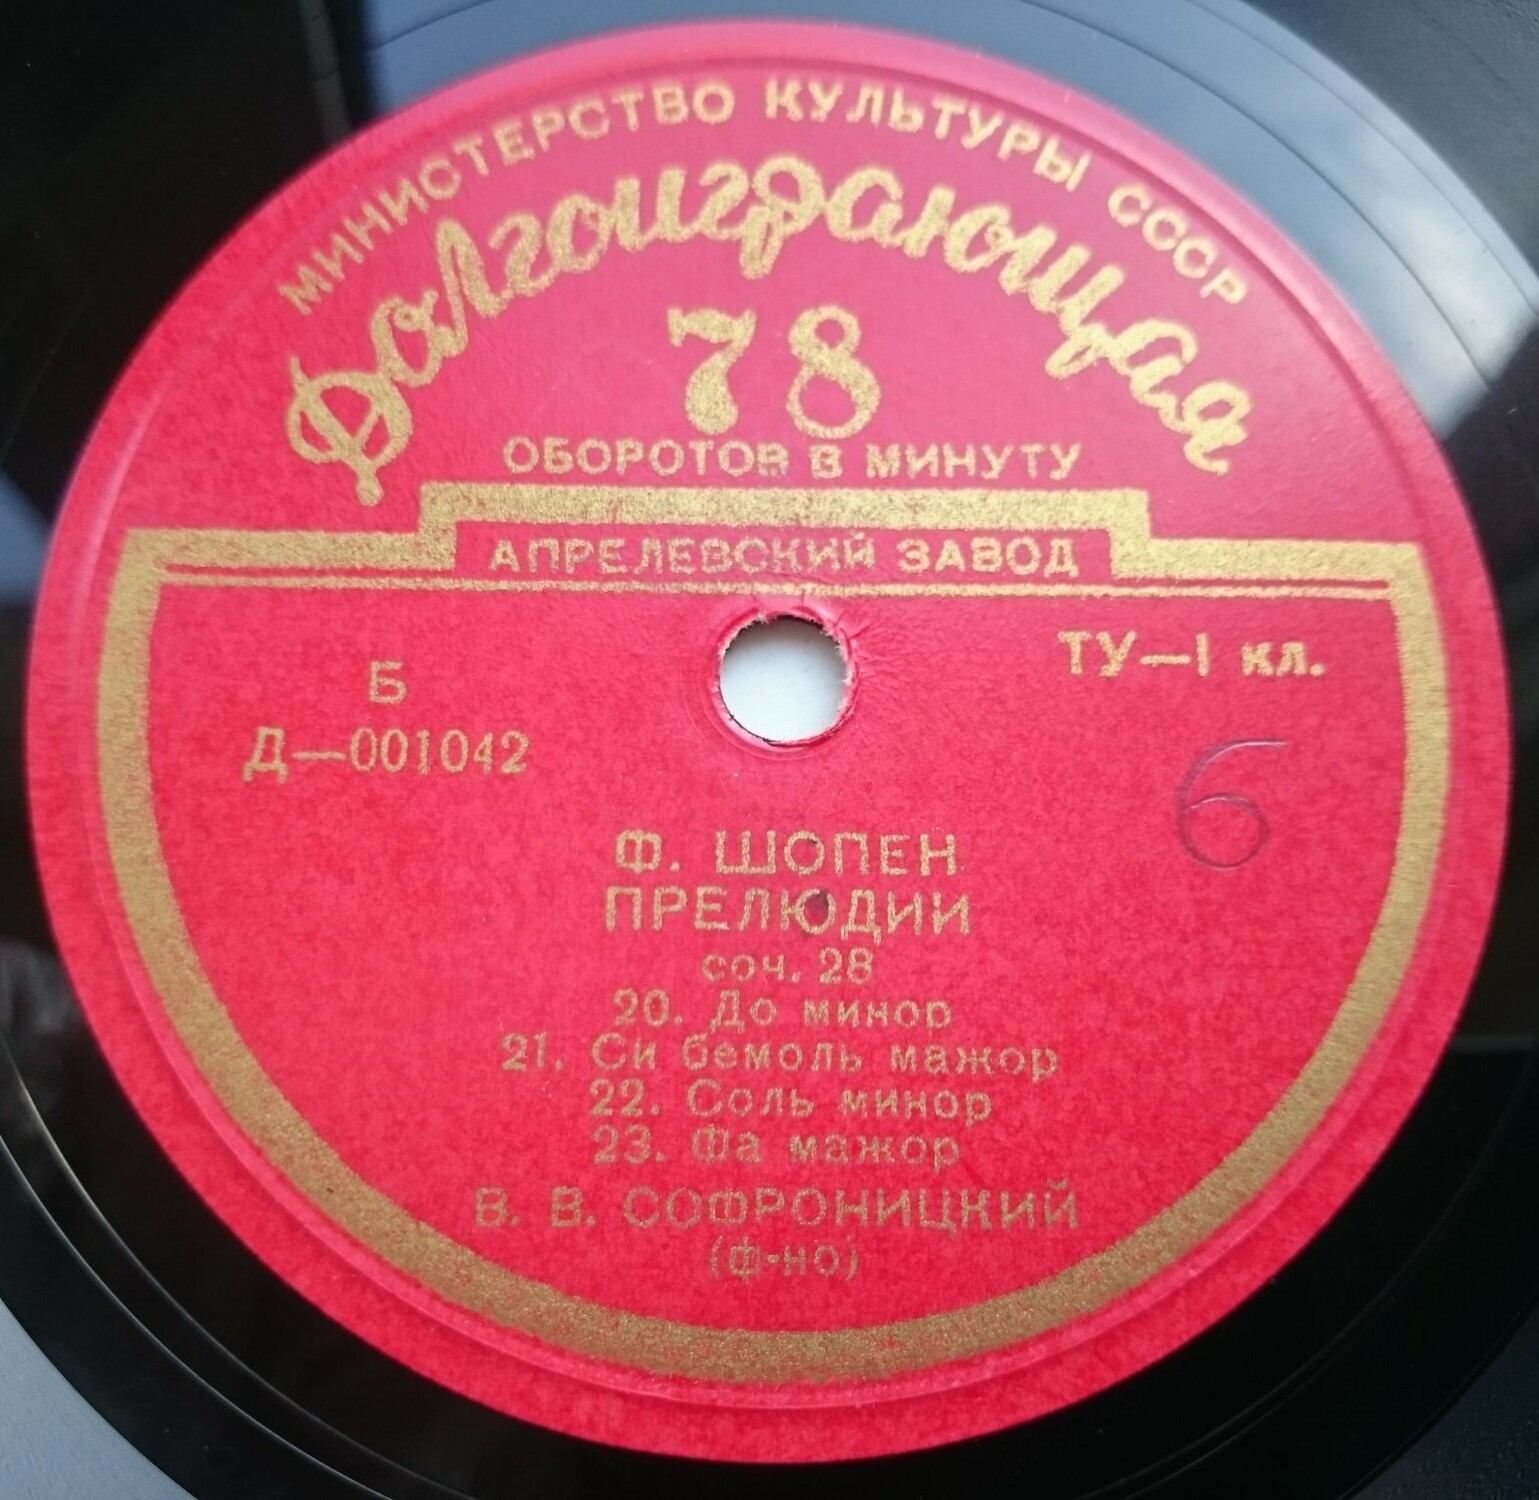 МИНИСТЕРСТВО КУЛЬТУРЫ СССР
Долгоиграющая
78
ОБОРОТОВ В МИНУТУ
АПРЕЛЕВСКИЙ ЗАВОД
ТУ—I кл.
Б
Д—001042
6
Ф. ШОПЕН
ПРЕЛЮДИИ
соч. 28
20. До минор
21. Си бемоль мажор
22. Соль минор
23. Фа мажор
В. В. СОФРОНИЦКИЙ
(ф-но)